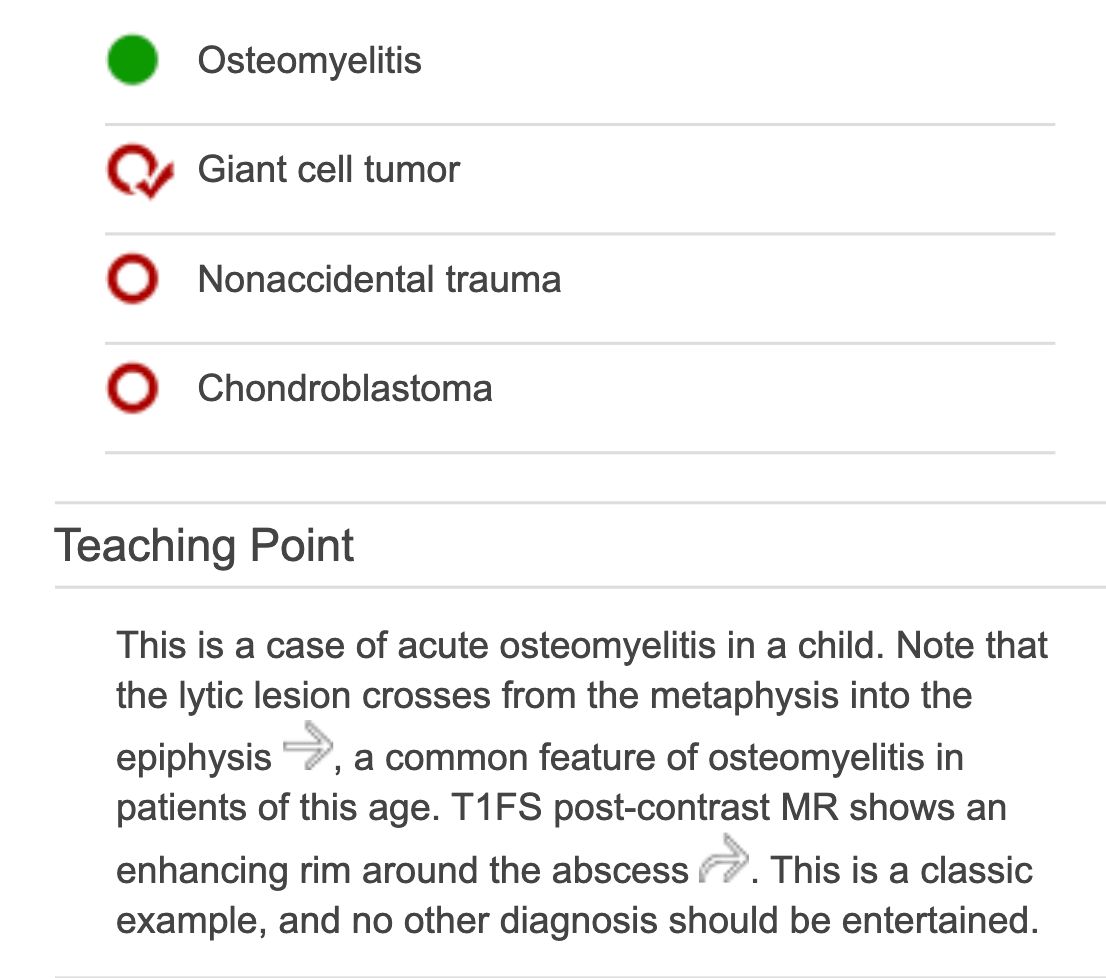 Osteomyelitis
Giant cell tumor
Nonaccidental trauma
Chondroblastoma
Teaching Point
This is a case of acute osteomyelitis in a child. Note that
the lytic lesion crosses from the metaphysis into the
epiphysis , a common feature of osteomyelitis in
patients of this age. T1FS post-contrast MR shows an
enhancing rim around the abscess . This is a classic
example, and no other diagnosis should be entertained.